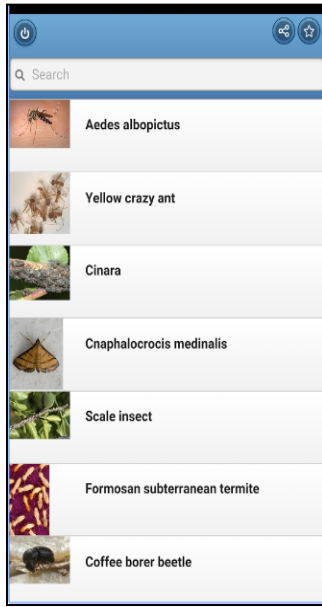 Search
Aedes albopictus
Yellow crazy ant
Cinara
Cnaphalocrocis medinalis
Scale insect
Formosan subterranean termite
Coffee borer beetle